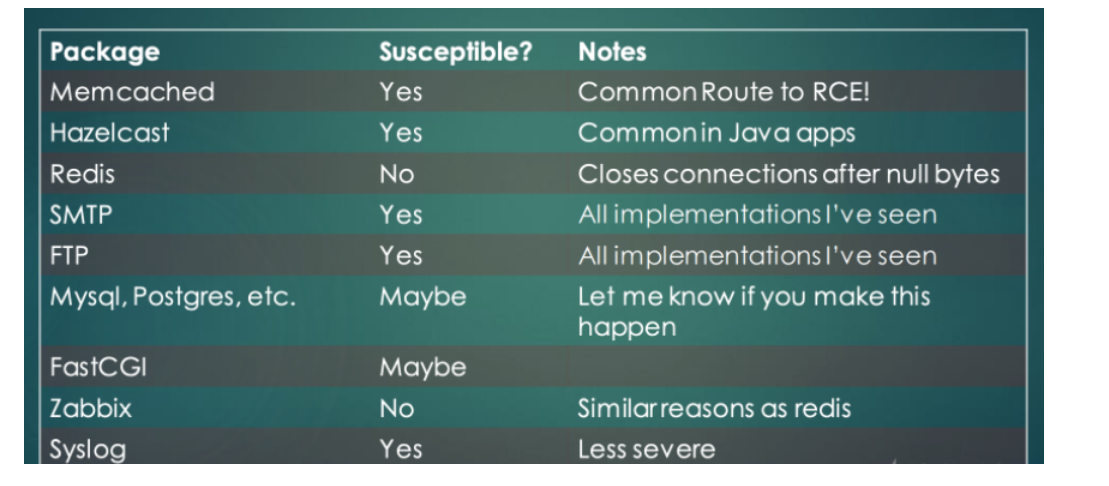 Package Susceptible? Notes
Memcached Yes Common Route to RCE!
Hazelcast Yes Common in Java apps
Redis No Closes connections after null bytes
SMTP Yes All implementations I've seen
FTP Yes All implementations I've seen
Mysql, Postgres, etc. Maybe Let me know if you make this
happen
FastCGI Maybe
Zabbix No Similar reasons as redis
Syslog Yes Less severe